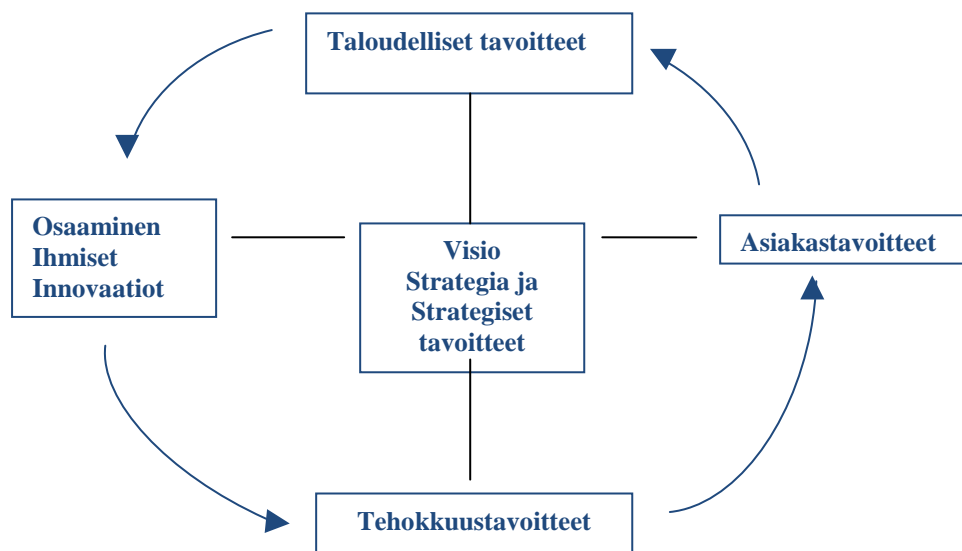 Taloudelliset tavoitteet
Osaaminen
Ihmiset
Innovaatiot
Visio
Strategia ja
Strategiset
tavoitteet
Asiakastavoitteet
Tehokkuustavoitteet